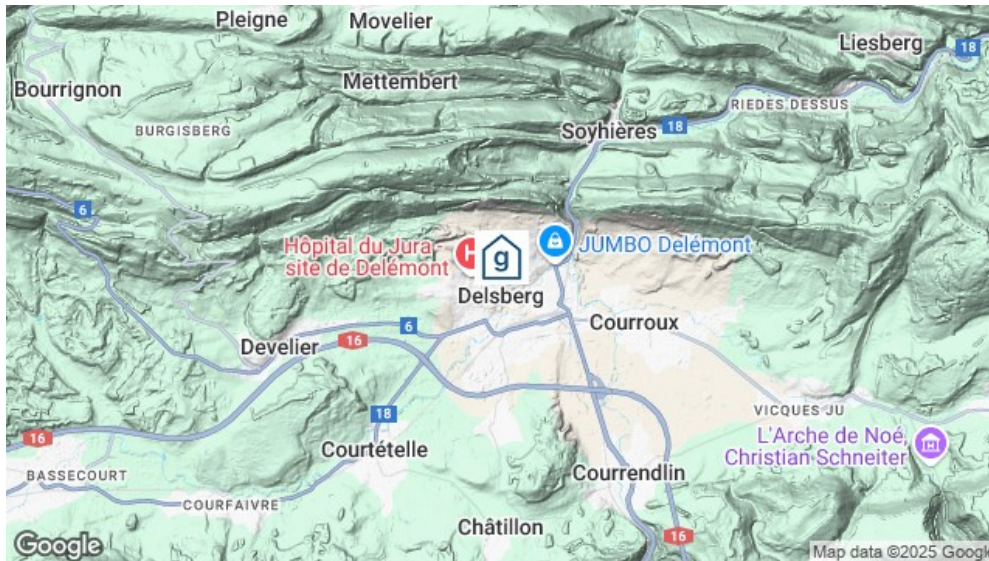 Pleigne
Movelier
Liesberg
18
Bourrignon
Mettembert
RIEDES DESSUS
BURGISBERG
Soyhières
18
6
Hôpital du Jura -
site de Delémont
H
g
JUMBO Delémont
Delsberg
6
Courroux
16
Develier
18
VICQUES JU
16
Courtételle
L'Arche de Noé,
Christian Schneiter
BASSECOURT
Courrendlin
COURFAIVRE
Châtillon
16
Google
Map data ©2025 Google